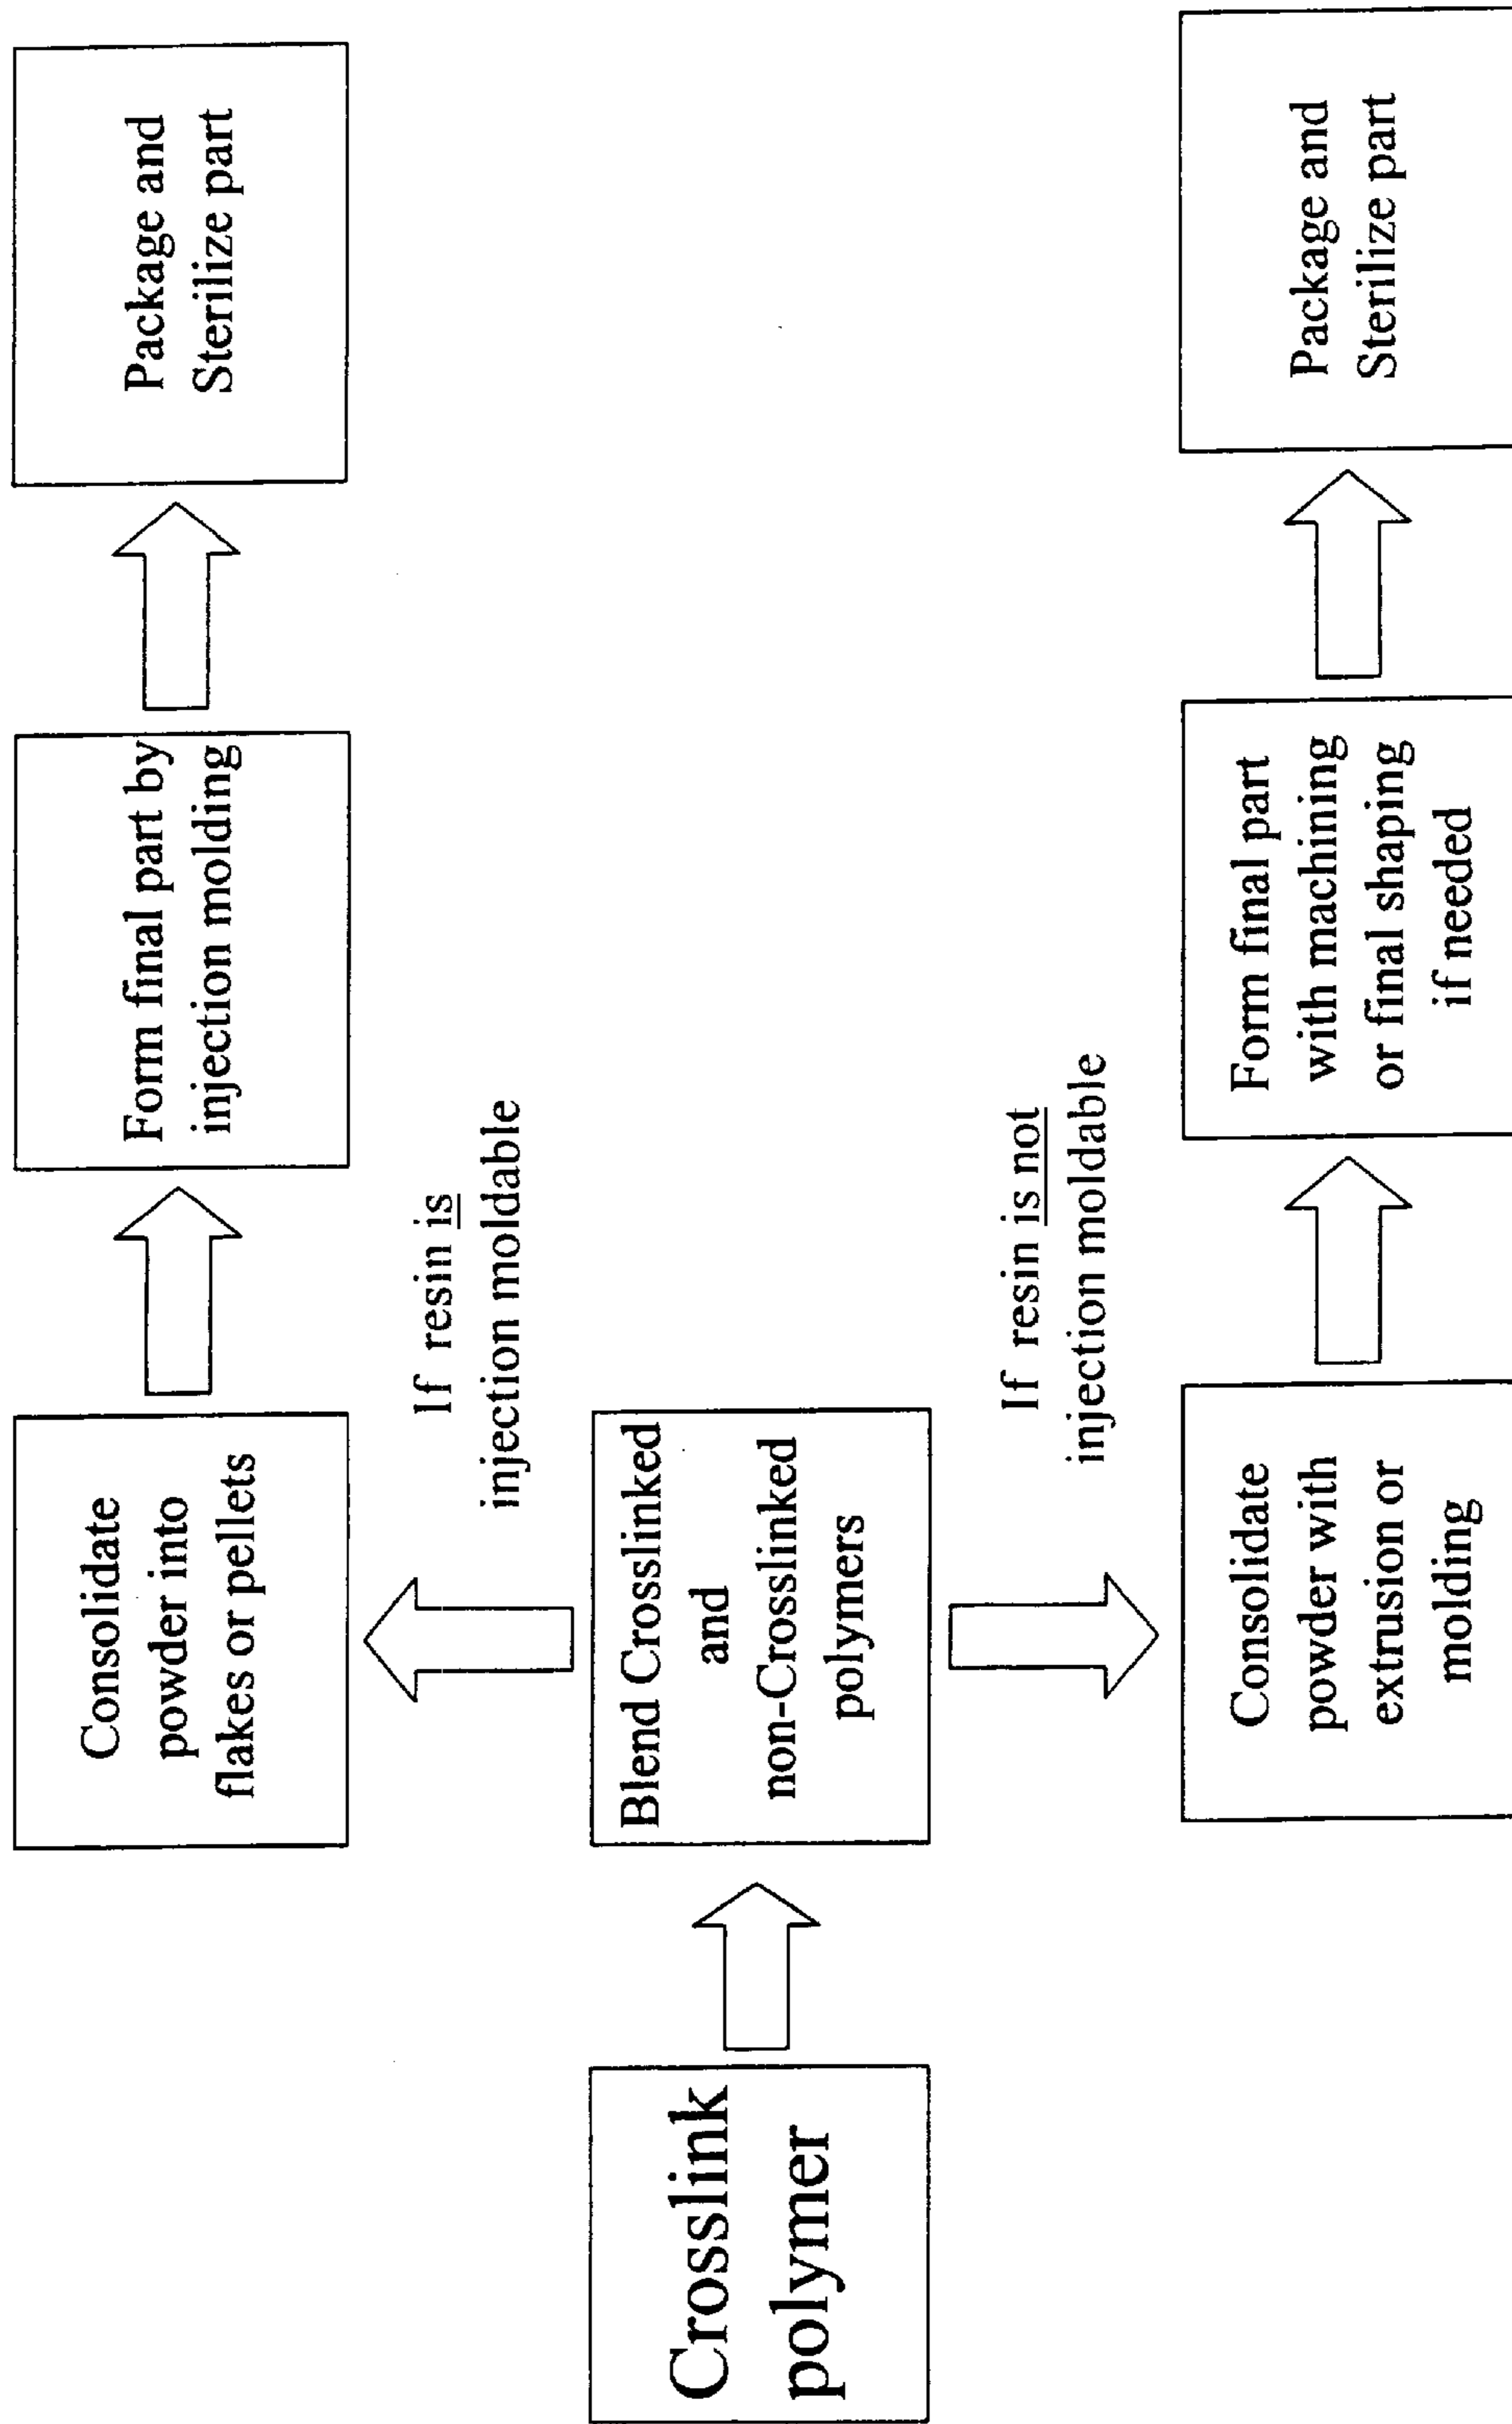 Crosslink
polymer
Blend Crosslinked
and
non-Crosslinked
polymers
If resin is
injection moldable
Consolidate
powder into
flakes or pellets
Form final part by
injection molding
Package and
Sterilize part
If resin is not
injection moldable
Consolidate
powder with
extrusion or
molding
Form final part
with machining
or final shaping
if needed
Package and
Sterilize part